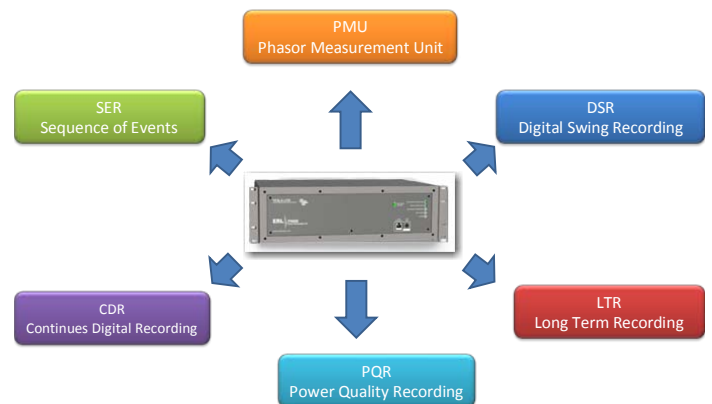 PMU
Phasor Measurement Unit
SER
Sequence of Events
DSR
Digital Swing Recording
CDR
Continues Digital Recording
LTR
Long Term Recording
PQR
Power Quality Recording